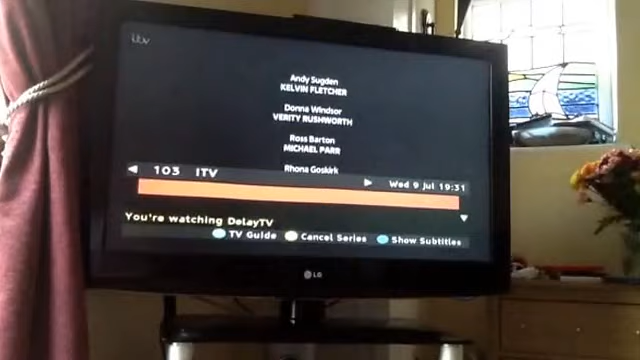 itv
Andy Sugden
KELVIN FLETCHER
Donna Windsor
VERITY RUSHWORTH
Ross Barton
MICHAEL PARR
Rhona Goskirk
103 ITV
Wed 9 Jul 19:31
You're watching DelayTV
TV Guide Cancel Series Show Subtitles
LG